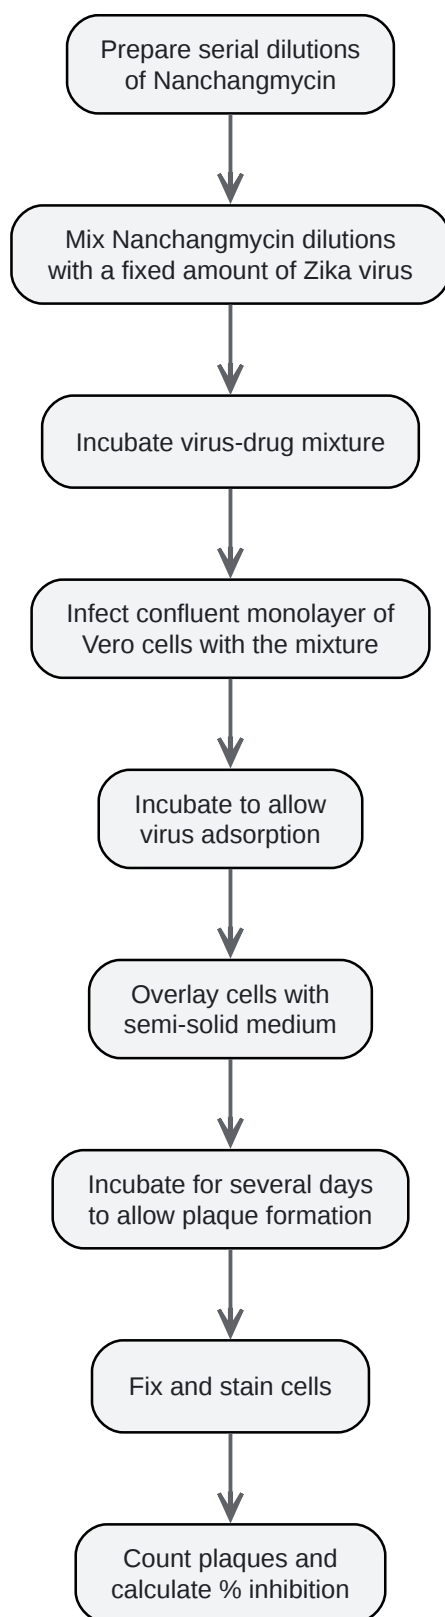 Prepare serial dilutions
of Nanchangmycin
Mix Nanchangmycin dilutions
with a fixed amount of Zika virus
Incubate virus-drug mixture
Infect confluent monolayer of
Vero cells with the mixture
Incubate to allow
virus adsorption
Overlay cells with
semi-solid medium
Incubate for several days
to allow plaque formation
Fix and stain cells
Count plaques and
calculate % inhibition